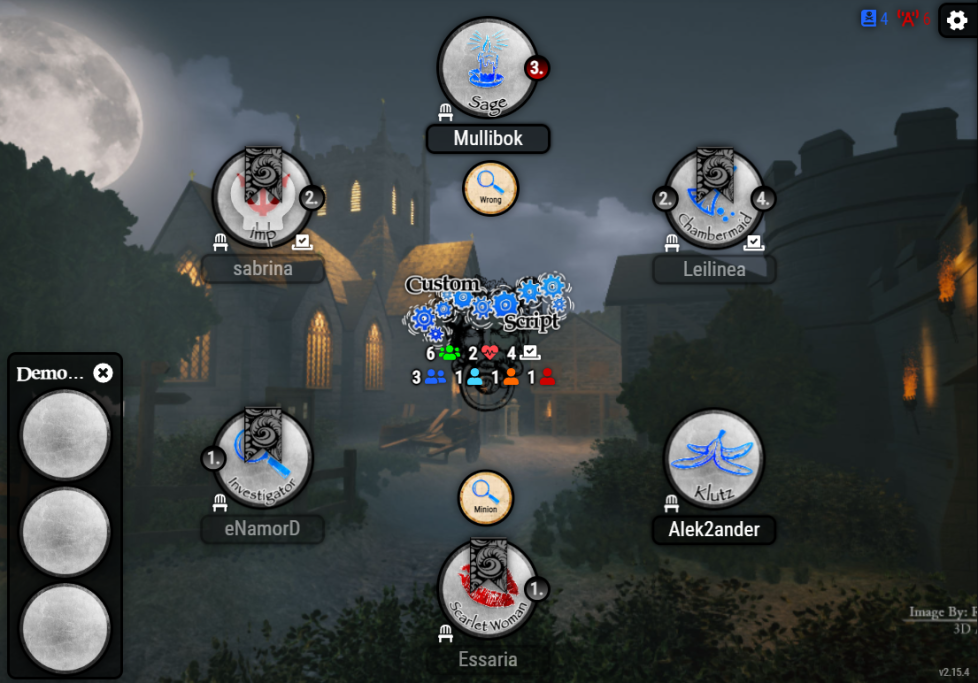 4 6
3.
Sage
Mullibok
Wrong
2.
Imp
sabrina
2. 4.
Chambermaid
Leilinea
Custom
Script
6 2 4
3 1 1 1
Demo...
1.
Investigator
eNamorD
Minion
Klutz
Alek2ander
1.
Scarlet Woman
Essaria
Image By:
3D
v2.15.4